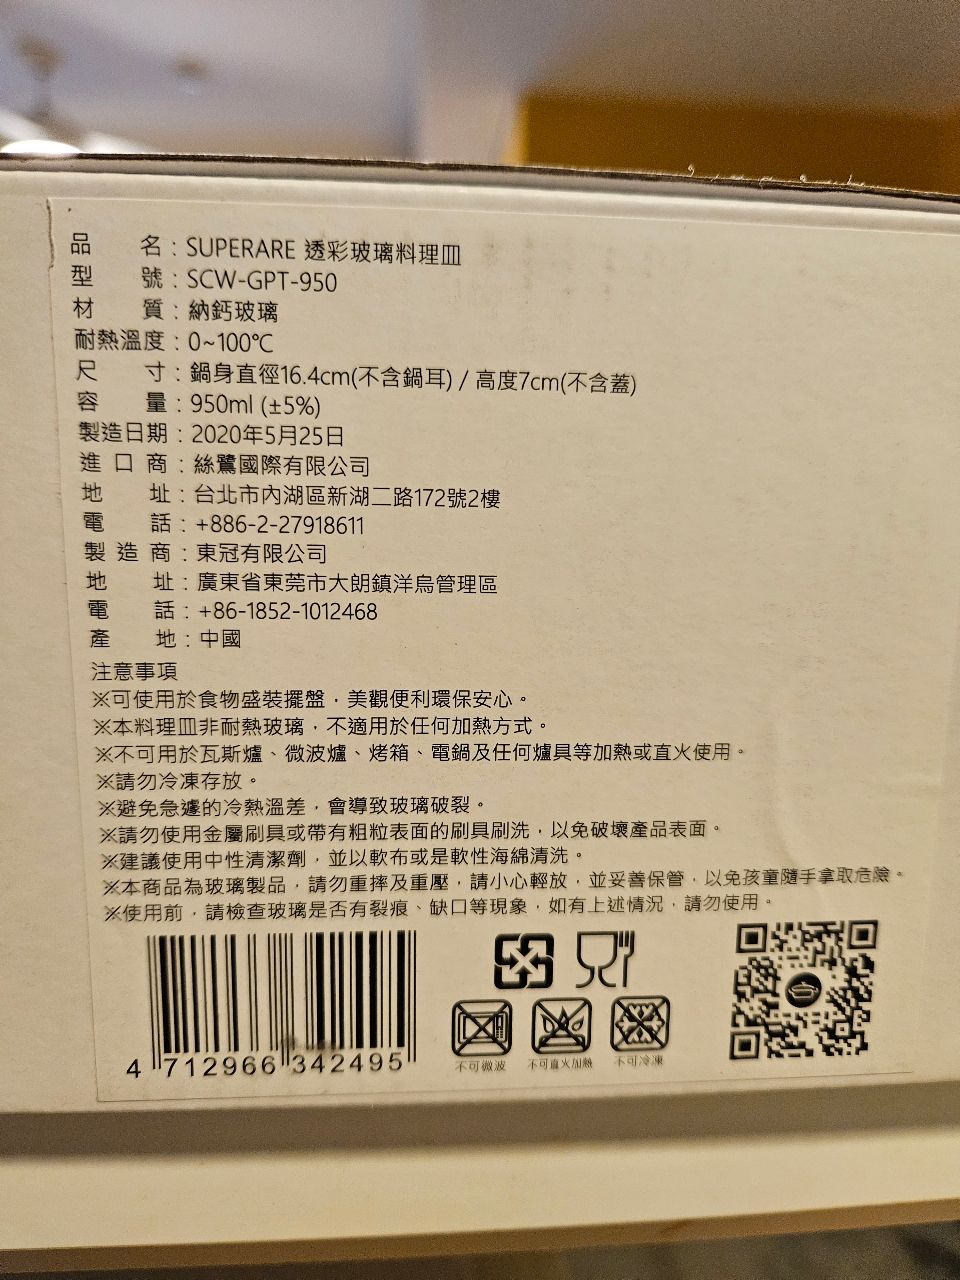 品 名：SUPERARE 透彩玻璃料理皿
型 號：SCW-GPT-950
材 質：納鈣玻璃
耐熱溫度：0~100℃
尺 寸：鍋身直徑16.4cm(不含鍋耳) / 高度7cm(不含蓋)
容 量：950ml (±5%)
製造日期：2020年5月25日
進口商：絲鷺國際有限公司
地 址：台北市內湖區新湖二路172號2樓
電 話：+886-2-27918611
製造商：東冠有限公司
地 址：廣東省東莞市大朗鎮洋烏管理區
電 話：+86-1852-1012468
產 地：中國
注意事項
※可使用於食物盛裝擺盤，美觀便利環保安心。
※本料理皿非耐熱玻璃，不適用於任何加熱方式。
※不可用於瓦斯爐、微波爐、烤箱、電鍋及任何爐具等加熱或直火使用。
※請勿冷凍存放。
※避免急遽的冷熱溫差，會導致玻璃破裂。
※請勿使用金屬刷具或帶有粗粒表面的刷具刷洗，以免破壞產品表面。
※建議使用中性清潔劑，並以軟布或是軟性海綿清洗。
※本商品為玻璃製品，請勿重摔及重壓，請小心輕放，並妥善保管，以免孩童隨手拿取危險。
※使用前，請檢查玻璃是否有裂痕、缺口等現象，如有上述情況，請勿使用。
4 712966 342495
不可微波 不可直火加熱 不可冷凍